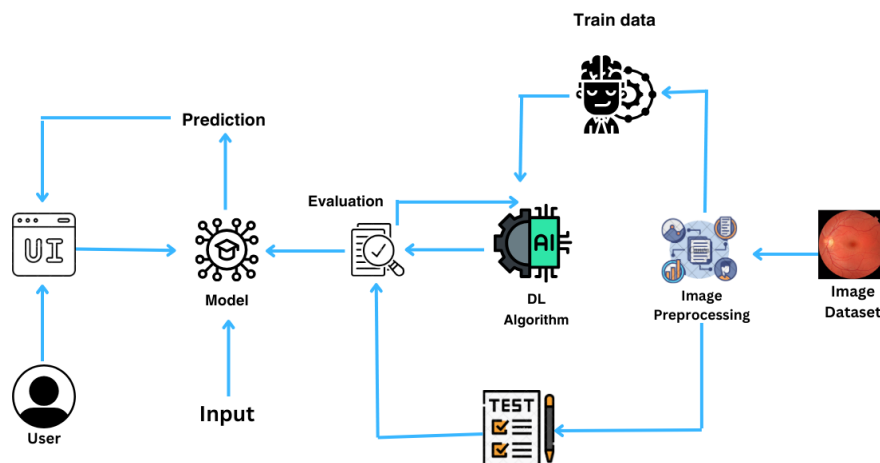 Train data
Prediction
Evaluation
UI
AI
Model
DL
Algorithm
Image
Preprocessing
Image
Dataset
TEST
Input
User